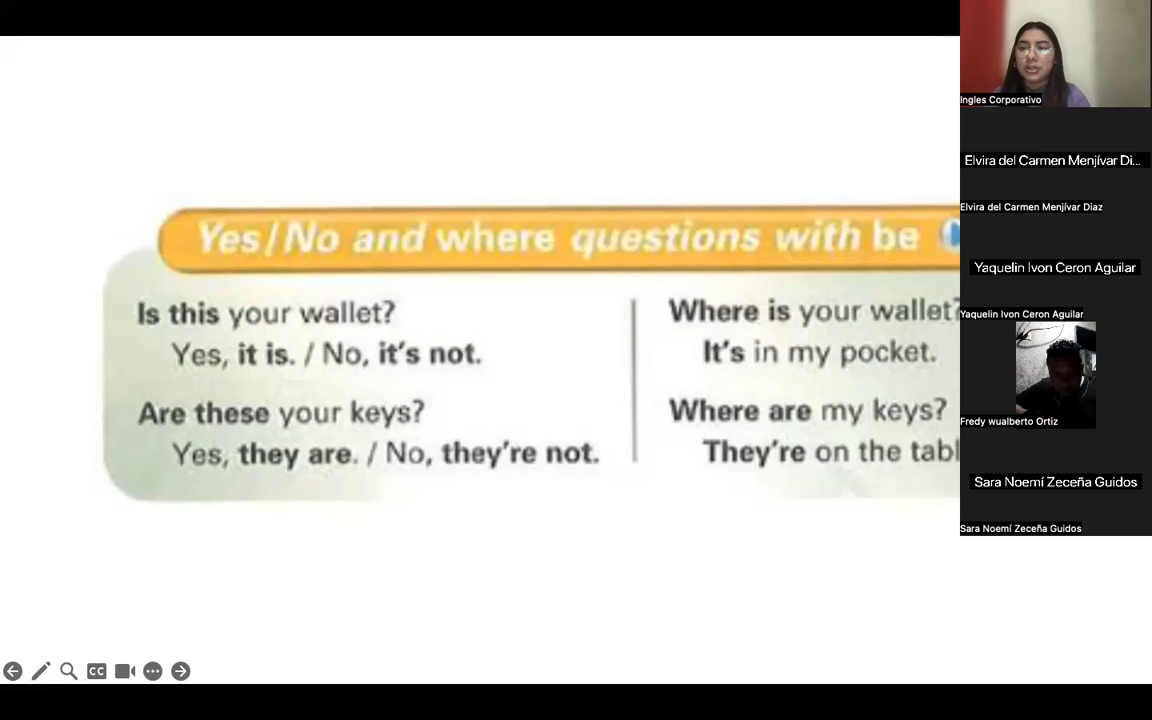 Yes/No and where questions with be
Is this your wallet?
Yes, it is. / No, it's not.
Are these your keys?
Yes, they are. / No, they're not.
Where is your wallet?
It's in my pocket.
Where are my keys?
They're on the tabl
Ingles Corporativo
Elvira del Carmen Menjívar Di...
Elvira del Carmen Menjívar Diaz
Yaquelin Ivon Ceron Aguilar
Yaquelin Ivon Ceron Aguilar
Fredy wualberto Ortiz
Sara Noemí Zeceña Guidos
Sara Noemí Zeceña Guidos
CC